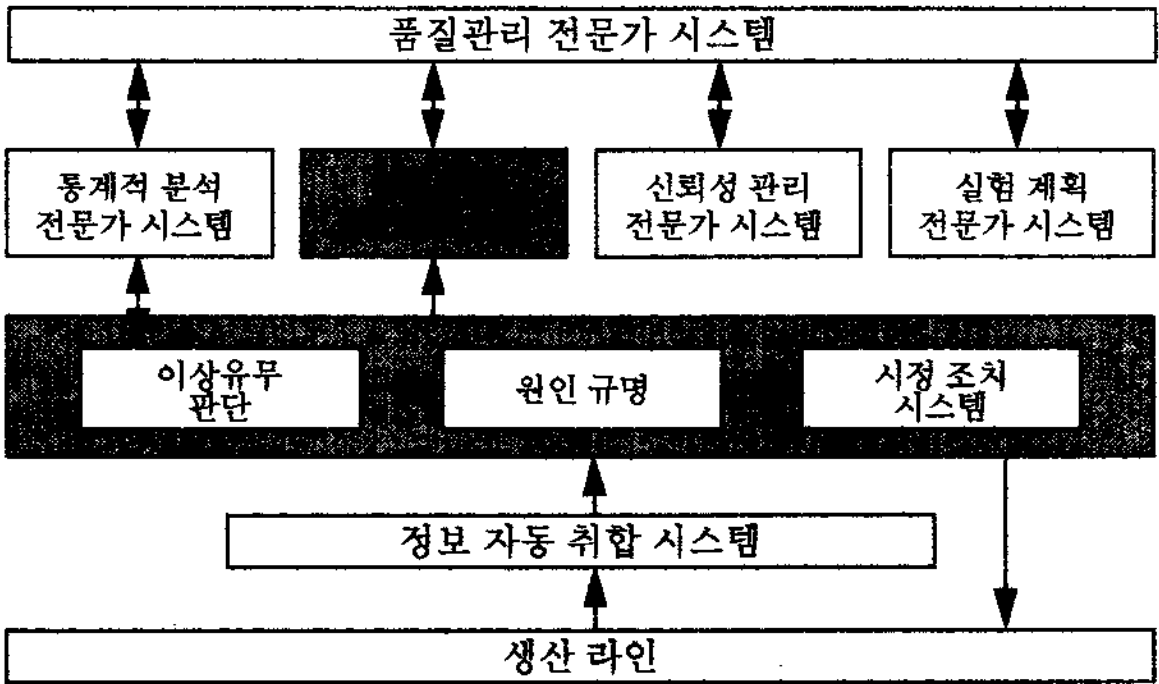 품질관리 전문가 시스템
통계적 분석
전문가 시스템
신뢰성 관리
전문가 시스템
실험 계획
전문가 시스템
이상유무
판단
원인 규명
시정 조치
시스템
정보 자동 취합 시스템
생산 라인